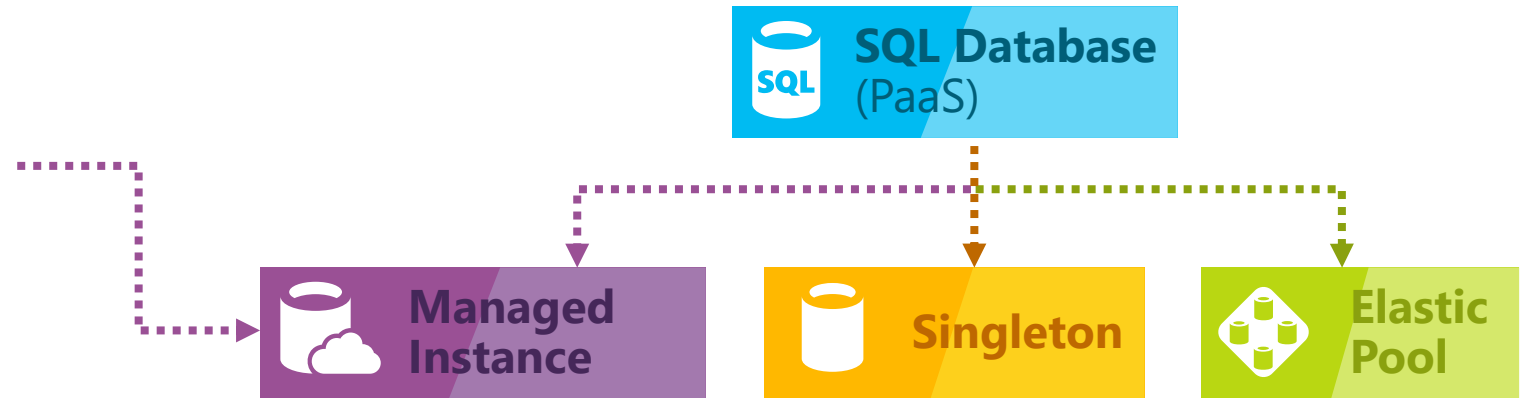 SQL
SQL Database
(PaaS)
Managed
Instance
Singleton
Elastic
Pool